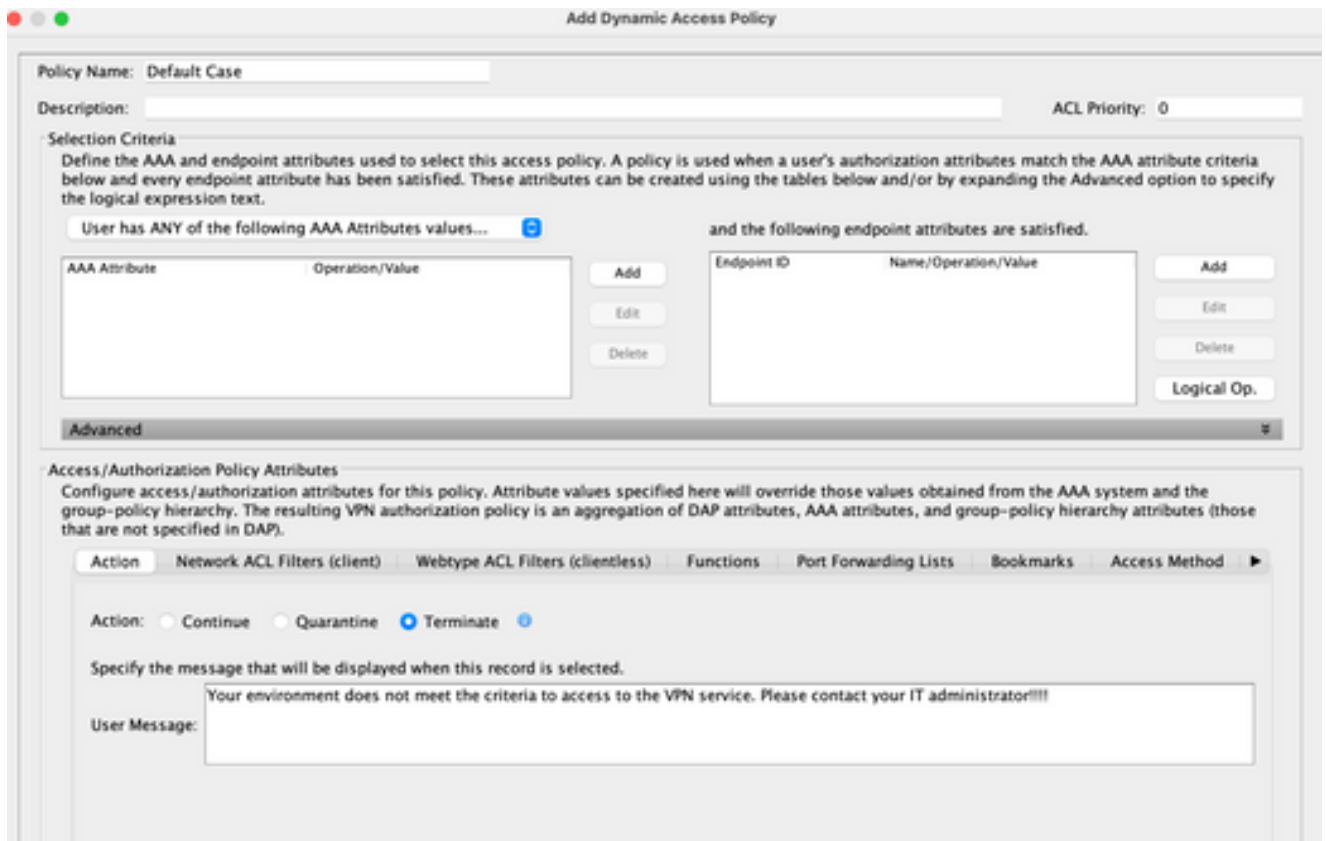 Add Dynamic Access Policy
Policy Name: Default Case
Description: ACL Priority: 0
Selection Criteria
Define the AAA and endpoint attributes used to select this access policy. A policy is used when a user's authorization attributes match the AAA attribute criteria
below and every endpoint attribute has been satisfied. These attributes can be created using the tables below and/or by expanding the Advanced option to specify
the logical expression text.
User has ANY of the following AAA Attributes values... and the following endpoint attributes are satisfied.
AAA Attribute Operation/Value Add Endpoint ID Name/Operation/Value Add
Edit Edit
Delete Delete
Logical Op.
Advanced
Access/Authorization Policy Attributes
Configure access/authorization attributes for this policy. Attribute values specified here will override those values obtained from the AAA system and the
group-policy hierarchy. The resulting VPN authorization policy is an aggregation of DAP attributes, AAA attributes, and group-policy hierarchy attributes (those
that are not specified in DAP).
Action Network ACL Filters (client) Webtype ACL Filters (clientless) Functions Port Forwarding Lists Bookmarks Access Method
Action: Continue Quarantine Terminate
Specify the message that will be displayed when this record is selected.
Your environment does not meet the criteria to access to the VPN service. Please contact your IT administrator!!!!
User Message: